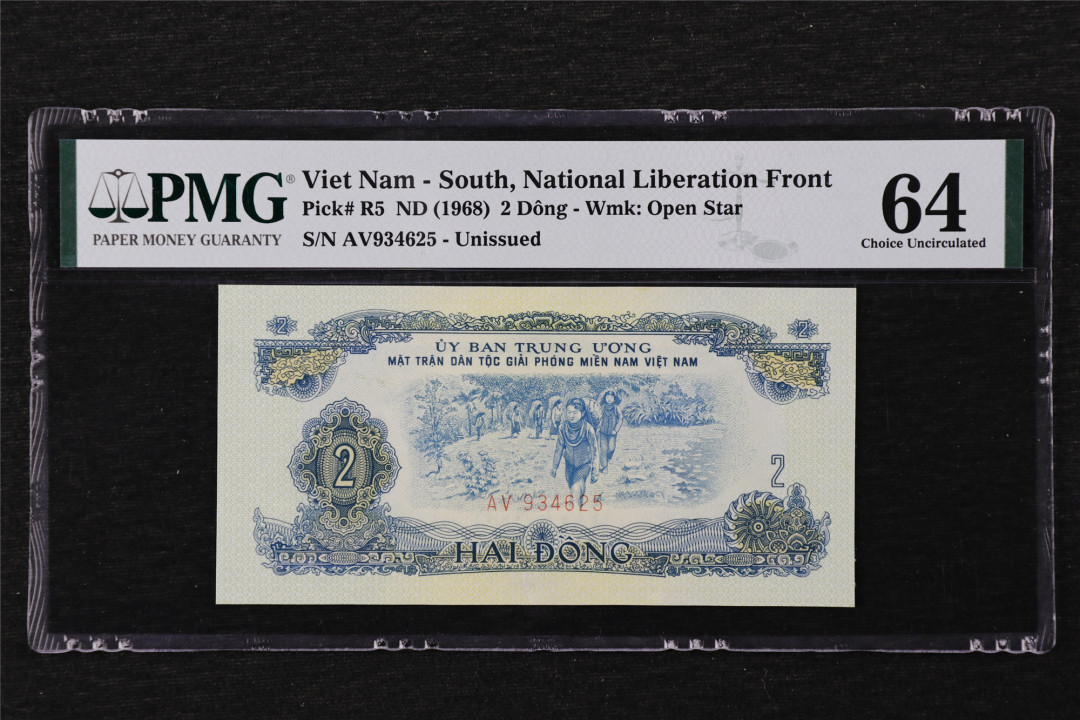 PMG®
PAPER MONEY GUARANTY
Viet Nam - South, National Liberation Front
Pick# R5 ND (1968) 2 Dông - Wmk: Open Star
S/N AV934625 - Unissued
64
Choice Uncirculated
2
2
ỦY BAN TRUNG ƯƠNG
MẶT TRẬN DÂN TỘC GIẢI PHÓNG MIỀN NAM VIỆT NAM
2
2
AV 934625
HAI ĐỒNG